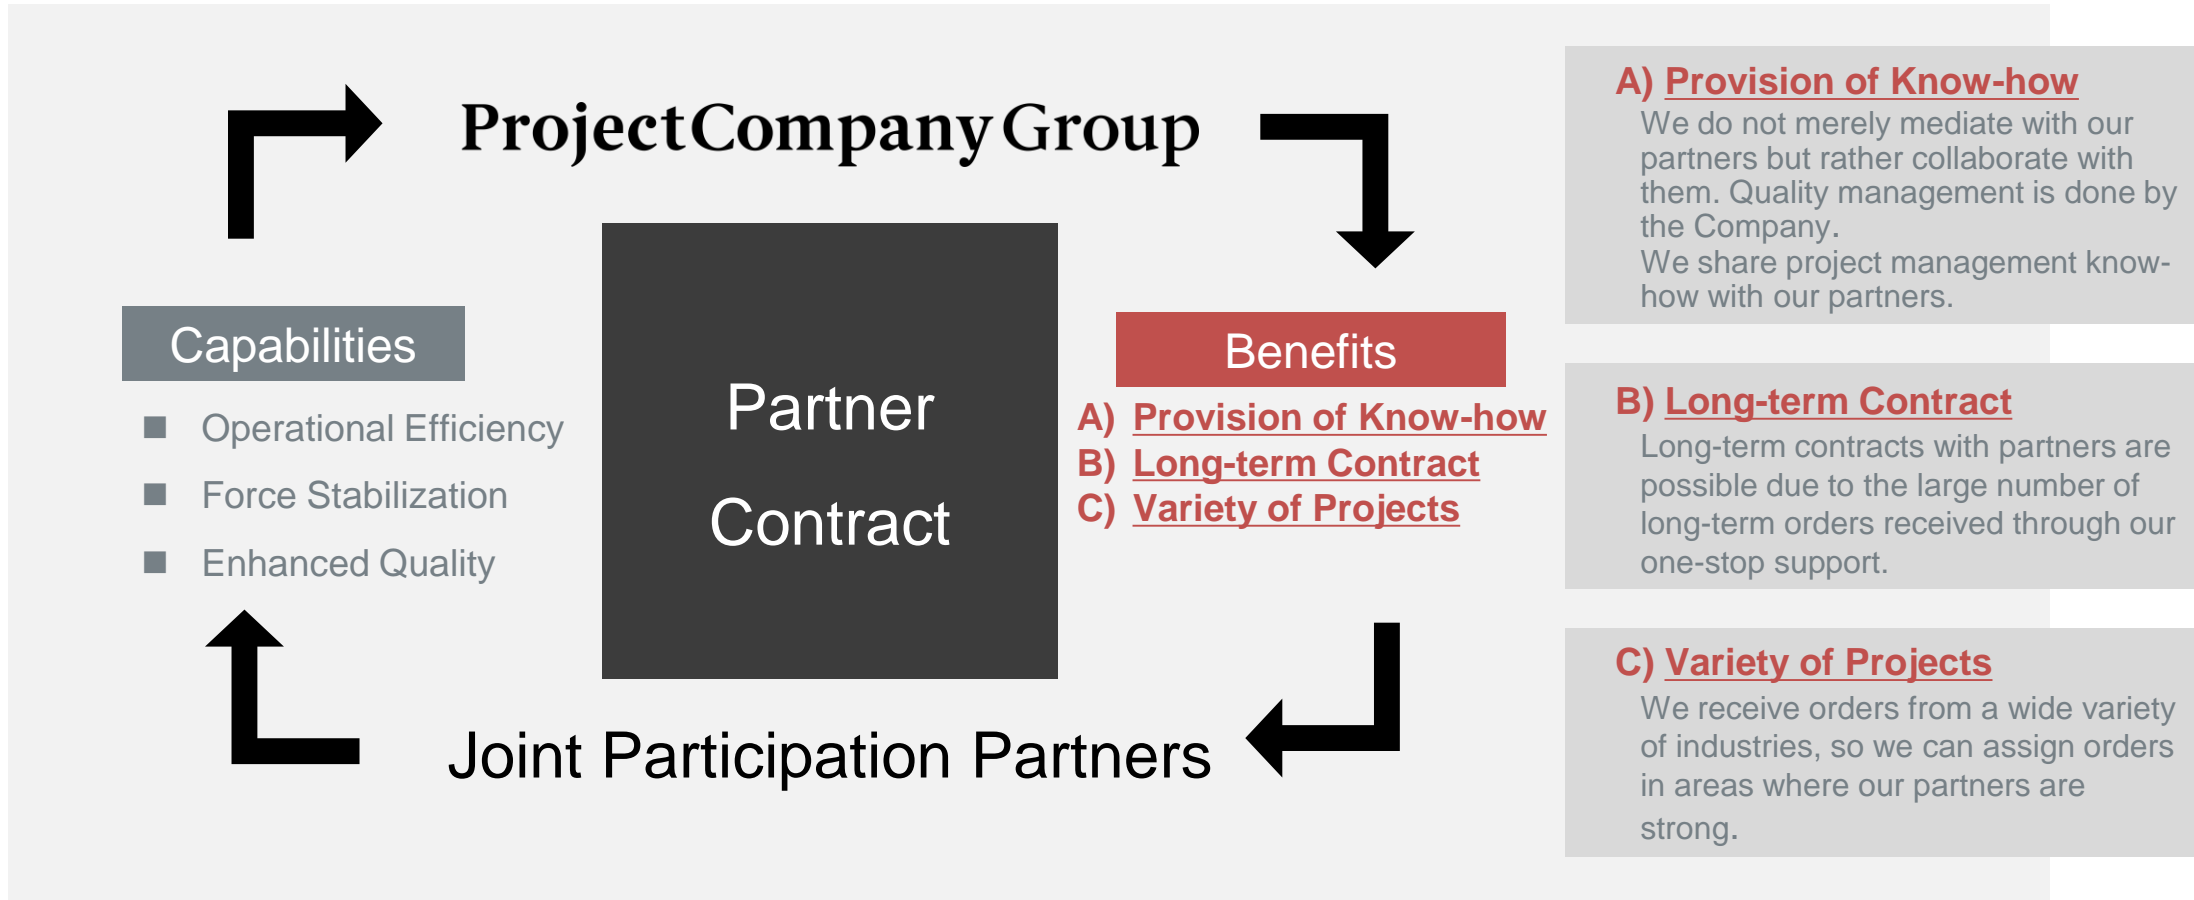 ProjectCompanyGroup
Capabilities
■ Operational Efficiency
■ Force Stabilization
■ Enhanced Quality
Partner
Contract
Benefits
A) Provision of Know-how
B) Long-term Contract
C) Variety of Projects
Joint Participation Partners
A) Provision of Know-how
We do not merely mediate with our
partners but rather collaborate with
them. Quality management is done by
the Company.
We share project management know-
how with our partners.
B) Long-term Contract
Long-term contracts with partners are
possible due to the large number of
long-term orders received through our
one-stop support.
C) Variety of Projects
We receive orders from a wide variety
of industries, so we can assign orders
in areas where our partners are
strong.